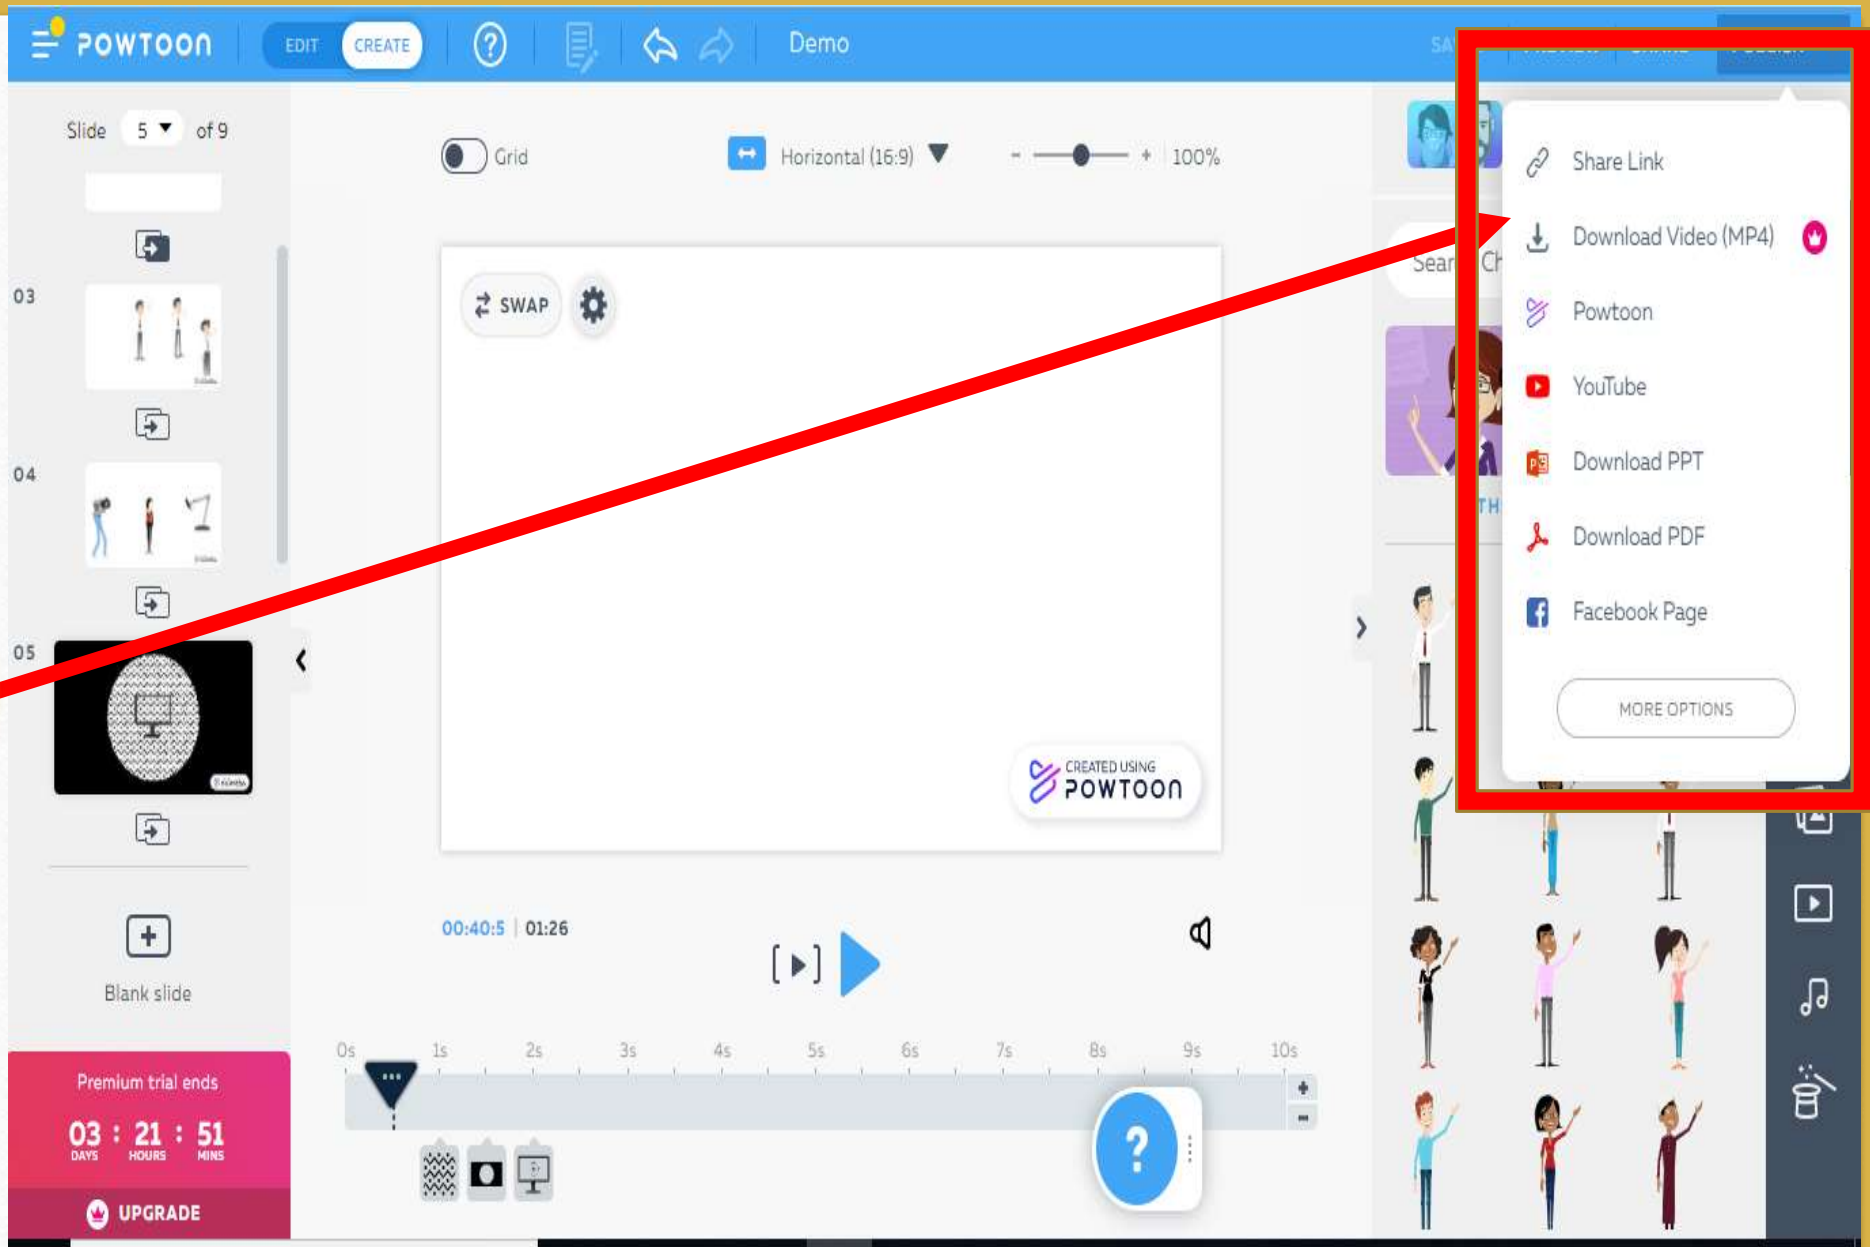 POWTOON
EDIT
CREATE
?
Demo
Slide 5 of 9
Grid
Horizontal (16:9)
- + 100%
03
04
05
Blank slide
Premium trial ends
03 : 21 : 51
DAYS HOURS MINS
UPGRADE
SWAP
CREATED USING
POWTOON
00:40:5 | 01:26
0s 1s 2s 3s 4s 5s 6s 7s 8s 9s 10s
?
Share Link
Download Video (MP4)
Powtoon
YouTube
Download PPT
Download PDF
Facebook Page
MORE OPTIONS